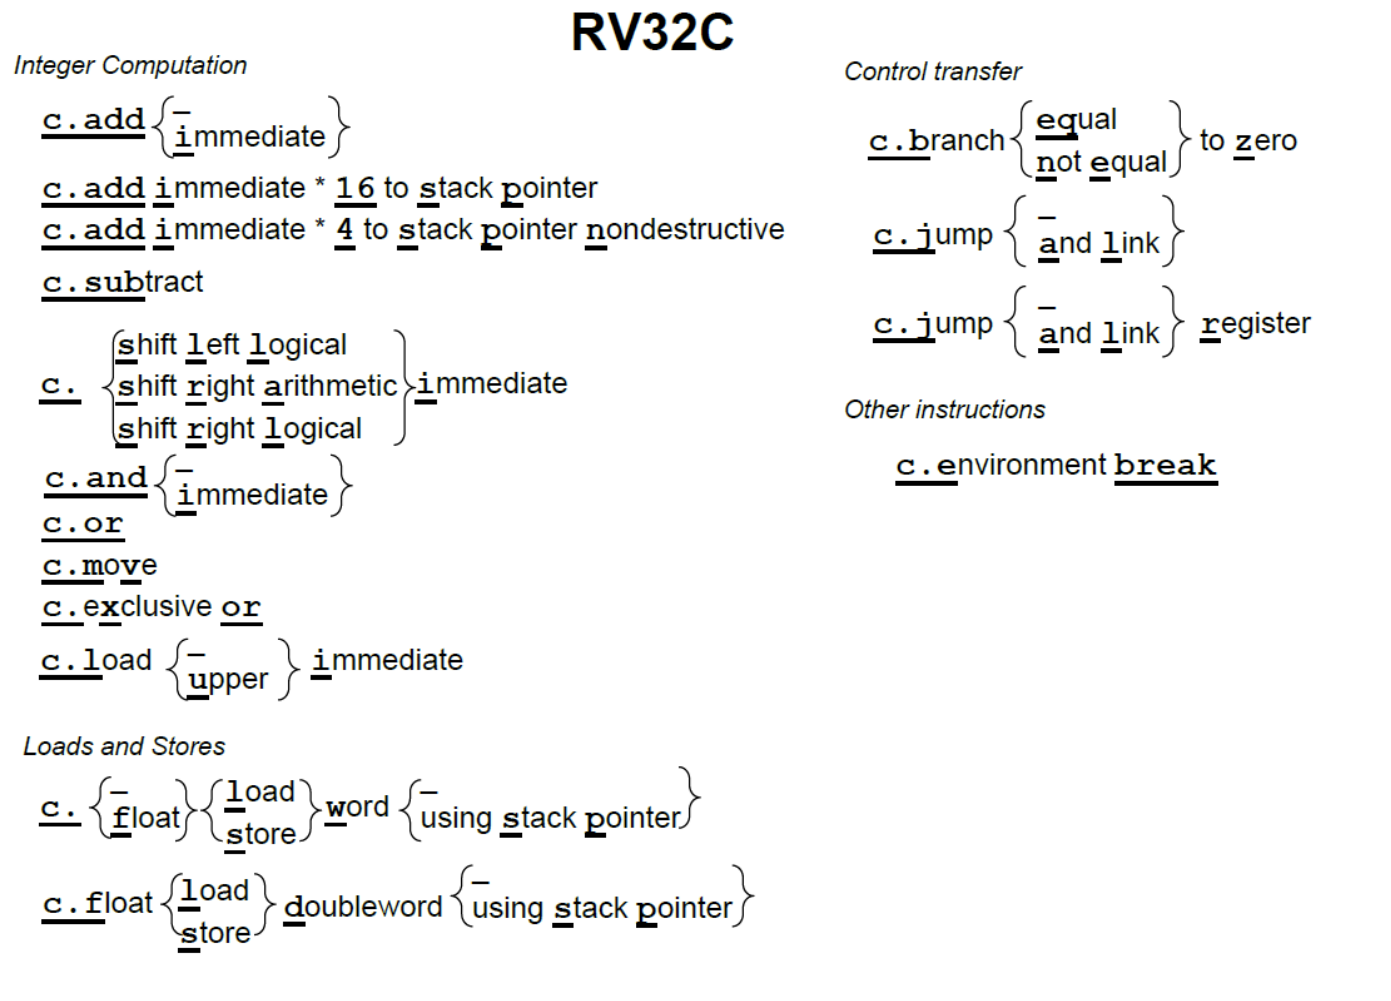 RV32C
Integer Computation
c.add { –
immediate }
c.add immediate * 16 to stack pointer
c.add immediate * 4 to stack pointer nondestructive
c.subtract
shift left logical
c. { shift right arithmetic } immediate
shift right logical
c.and { –
immediate }
c.or
c.move
c.exclusive or
c.load { –
upper } immediate
Loads and Stores
c. { –
float } { load
store } word { –
using stack pointer }
c.float { load
store } doubleword { –
using stack pointer }
Control transfer
c.branch { equal
not equal } to zero
c.jump { –
and link }
c.jump { –
and link } register
Other instructions
c.environment break